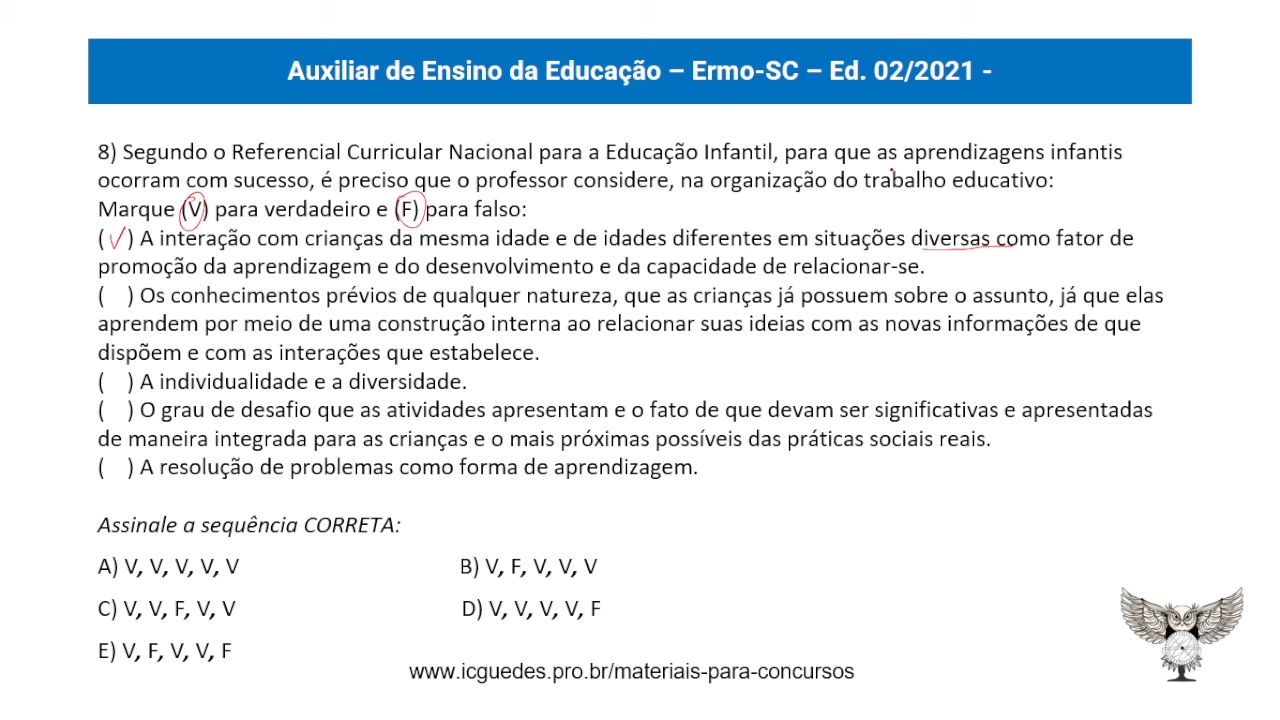 Auxiliar de Ensino da Educação – Ermo-SC – Ed. 02/2021 -
8) Segundo o Referencial Curricular Nacional para a Educação Infantil, para que as aprendizagens infantis
ocorram com sucesso, é preciso que o professor considere, na organização do trabalho educativo:
Marque (V) para verdadeiro e (F) para falso:
( V ) A interação com crianças da mesma idade e de idades diferentes em situações diversas como fator de
promoção da aprendizagem e do desenvolvimento e da capacidade de relacionar-se.
( ) Os conhecimentos prévios de qualquer natureza, que as crianças já possuem sobre o assunto, já que elas
aprendem por meio de uma construção interna ao relacionar suas ideias com as novas informações de que
dispõem e com as interações que estabelece.
( ) A individualidade e a diversidade.
( ) O grau de desafio que as atividades apresentam e o fato de que devam ser significativas e apresentadas
de maneira integrada para as crianças e o mais próximas possíveis das práticas sociais reais.
( ) A resolução de problemas como forma de aprendizagem.
Assinale a sequência CORRETA:
A) V, V, V, V, V B) V, F, V, V, V
C) V, V, F, V, V D) V, V, V, V, F
E) V, F, V, V, F
www.icguedes.pro.br/materiais-para-concursos